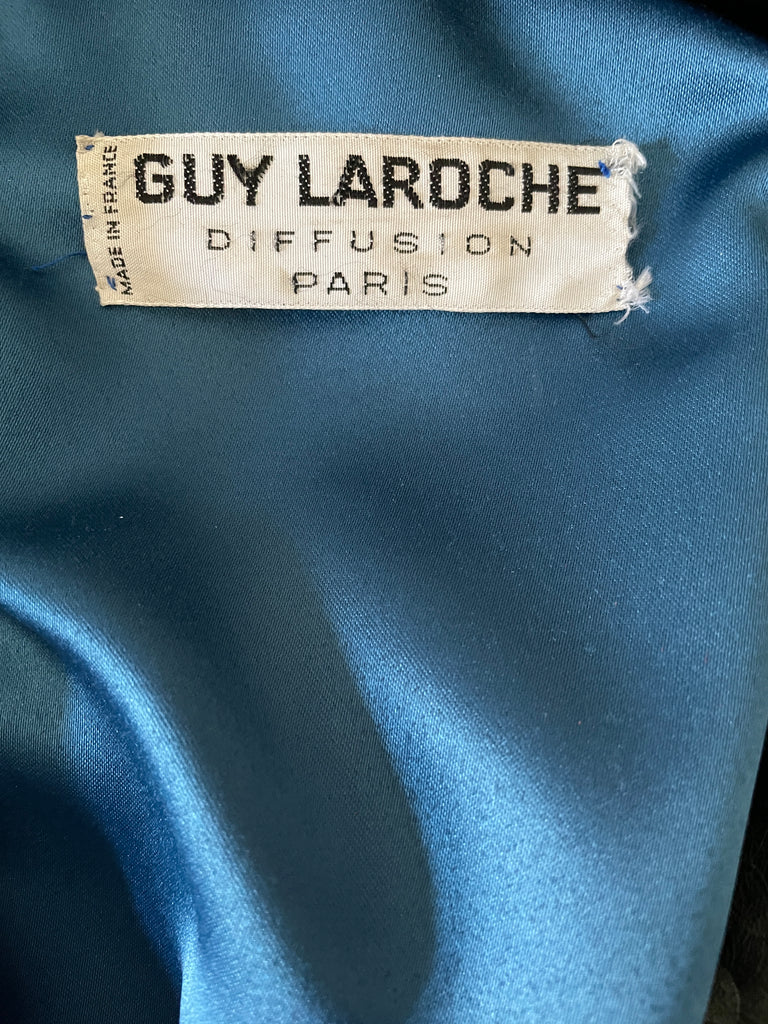 MADE IN FRANCE
GUY LAROCHE
DIFFUSION
PARIS